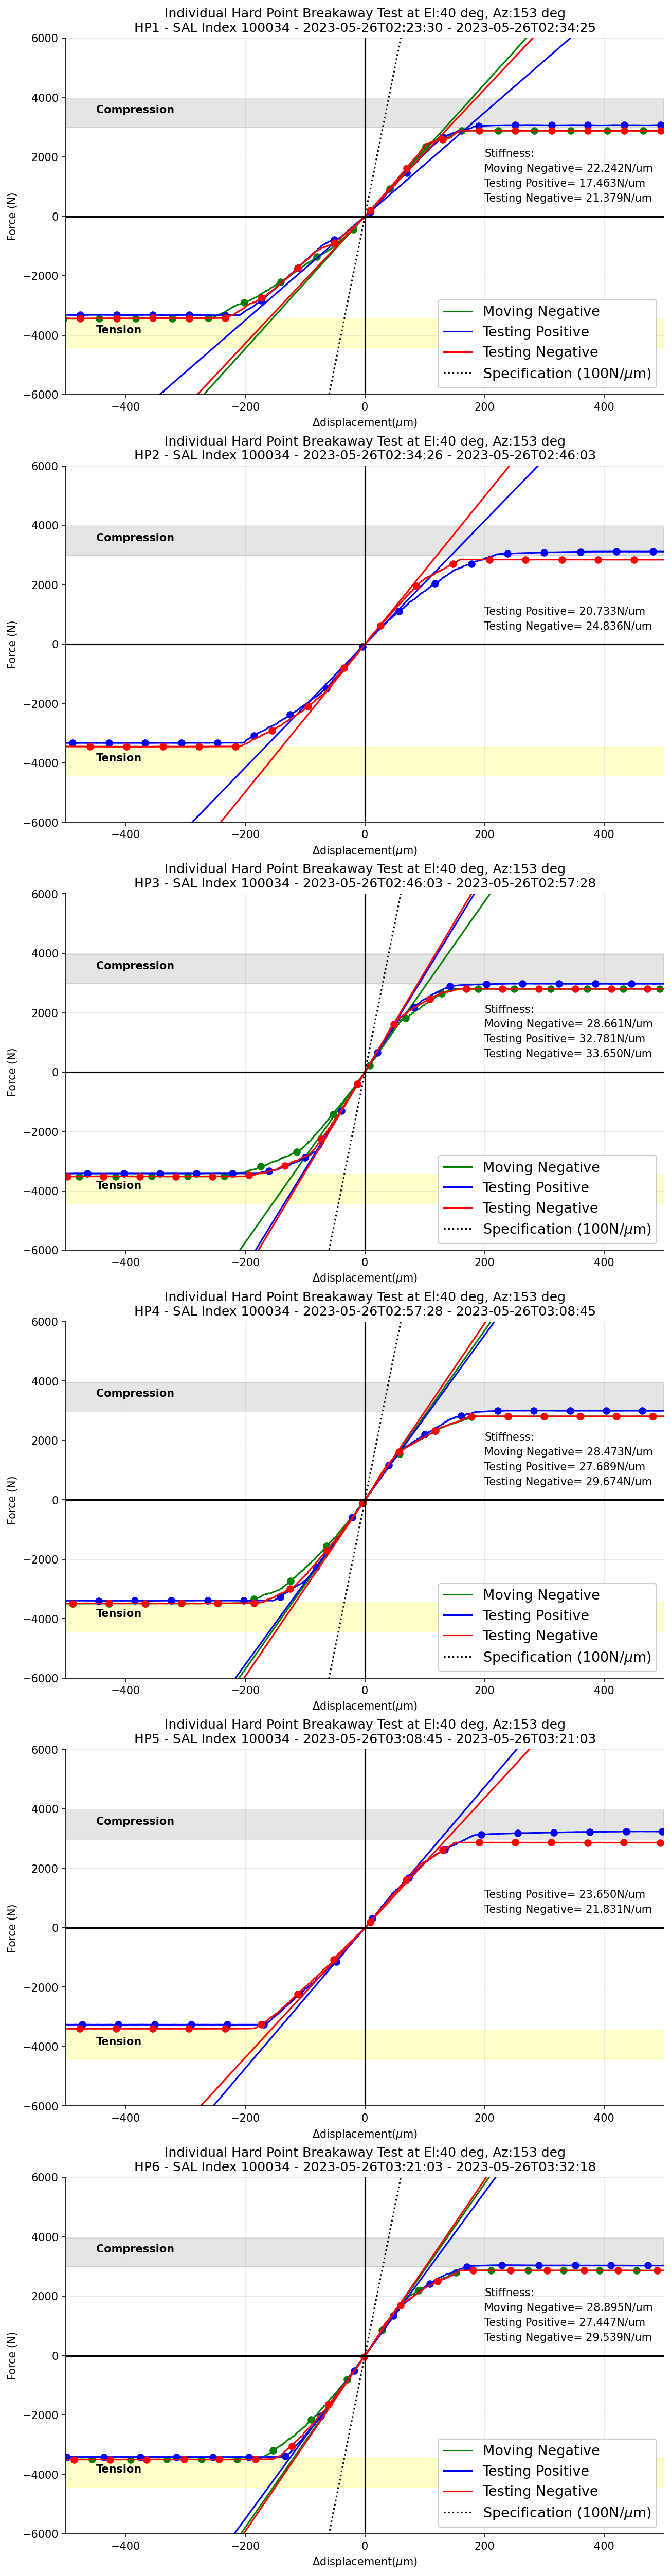 Individual Hard Point Breakaway Test at El:40 deg, Az:153 deg
HP1 - SAL Index 100034 - 2023-05-26T02:23:30 - 2023-05-26T02:34:25
6000
4000
Compression
2000
Stiffness:
Moving Negative= 22.242N/um
Testing Positive= 17.463N/um
Testing Negative= 21.379N/um
0
Force (N)
−2000
−4000
Tension
−6000
Moving Negative
Testing Positive
Testing Negative
Specification (100N/μm)
−400 −200 0 200 400
Δdisplacement(μm)
Individual Hard Point Breakaway Test at El:40 deg, Az:153 deg
HP2 - SAL Index 100034 - 2023-05-26T02:34:26 - 2023-05-26T02:46:03
6000
4000
Compression
2000
Testing Positive= 20.733N/um
Testing Negative= 24.836N/um
0
Force (N)
−2000
−4000
Tension
−6000
−400 −200 0 200 400
Δdisplacement(μm)
Individual Hard Point Breakaway Test at El:40 deg, Az:153 deg
HP3 - SAL Index 100034 - 2023-05-26T02:46:03 - 2023-05-26T02:57:28
6000
4000
Compression
2000
Stiffness:
Moving Negative= 28.661N/um
Testing Positive= 32.781N/um
Testing Negative= 33.650N/um
0
Force (N)
−2000
−4000
Tension
−6000
Moving Negative
Testing Positive
Testing Negative
Specification (100N/μm)
−400 −200 0 200 400
Δdisplacement(μm)
Individual Hard Point Breakaway Test at El:40 deg, Az:153 deg
HP4 - SAL Index 100034 - 2023-05-26T02:57:28 - 2023-05-26T03:08:45
6000
4000
Compression
2000
Stiffness:
Moving Negative= 28.473N/um
Testing Positive= 27.689N/um
Testing Negative= 29.674N/um
0
Force (N)
−2000
−4000
Tension
−6000
Moving Negative
Testing Positive
Testing Negative
Specification (100N/μm)
−400 −200 0 200 400
Δdisplacement(μm)
Individual Hard Point Breakaway Test at El:40 deg, Az:153 deg
HP5 - SAL Index 100034 - 2023-05-26T03:08:45 - 2023-05-26T03:21:03
6000
4000
Compression
2000
Testing Positive= 23.650N/um
Testing Negative= 21.831N/um
0
Force (N)
−2000
−4000
Tension
−6000
−400 −200 0 200 400
Δdisplacement(μm)
Individual Hard Point Breakaway Test at El:40 deg, Az:153 deg
HP6 - SAL Index 100034 - 2023-05-26T03:21:03 - 2023-05-26T03:32:18
6000
4000
Compression
2000
Stiffness:
Moving Negative= 28.895N/um
Testing Positive= 27.447N/um
Testing Negative= 29.539N/um
0
Force (N)
−2000
−4000
Tension
−6000
Moving Negative
Testing Positive
Testing Negative
Specification (100N/μm)
−400 −200 0 200 400
Δdisplacement(μm)